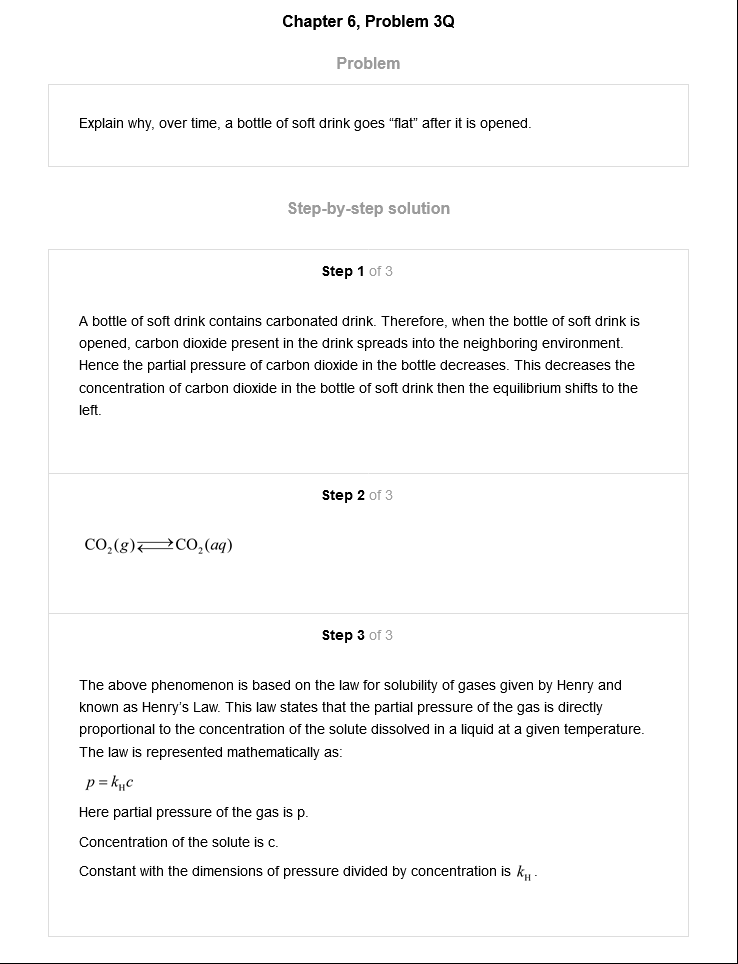 Chapter 6, Problem 3Q
Problem
Explain why, over time, a bottle of soft drink goes “flat” after it is opened.
Step-by-step solution
Step 1 of 3
A bottle of soft drink contains carbonated drink. Therefore, when the bottle of soft drink is
opened, carbon dioxide present in the drink spreads into the neighboring environment.
Hence the partial pressure of carbon dioxide in the bottle decreases. This decreases the
concentration of carbon dioxide in the bottle of soft drink then the equilibrium shifts to the
left.
Step 2 of 3
CO₂(g)⇌CO₂(aq)
Step 3 of 3
The above phenomenon is based on the law for solubility of gases given by Henry and
known as Henry’s Law. This law states that the partial pressure of the gas is directly
proportional to the concentration of the solute dissolved in a liquid at a given temperature.
The law is represented mathematically as:
p = k_H c
Here partial pressure of the gas is p.
Concentration of the solute is c.
Constant with the dimensions of pressure divided by concentration is k_H .